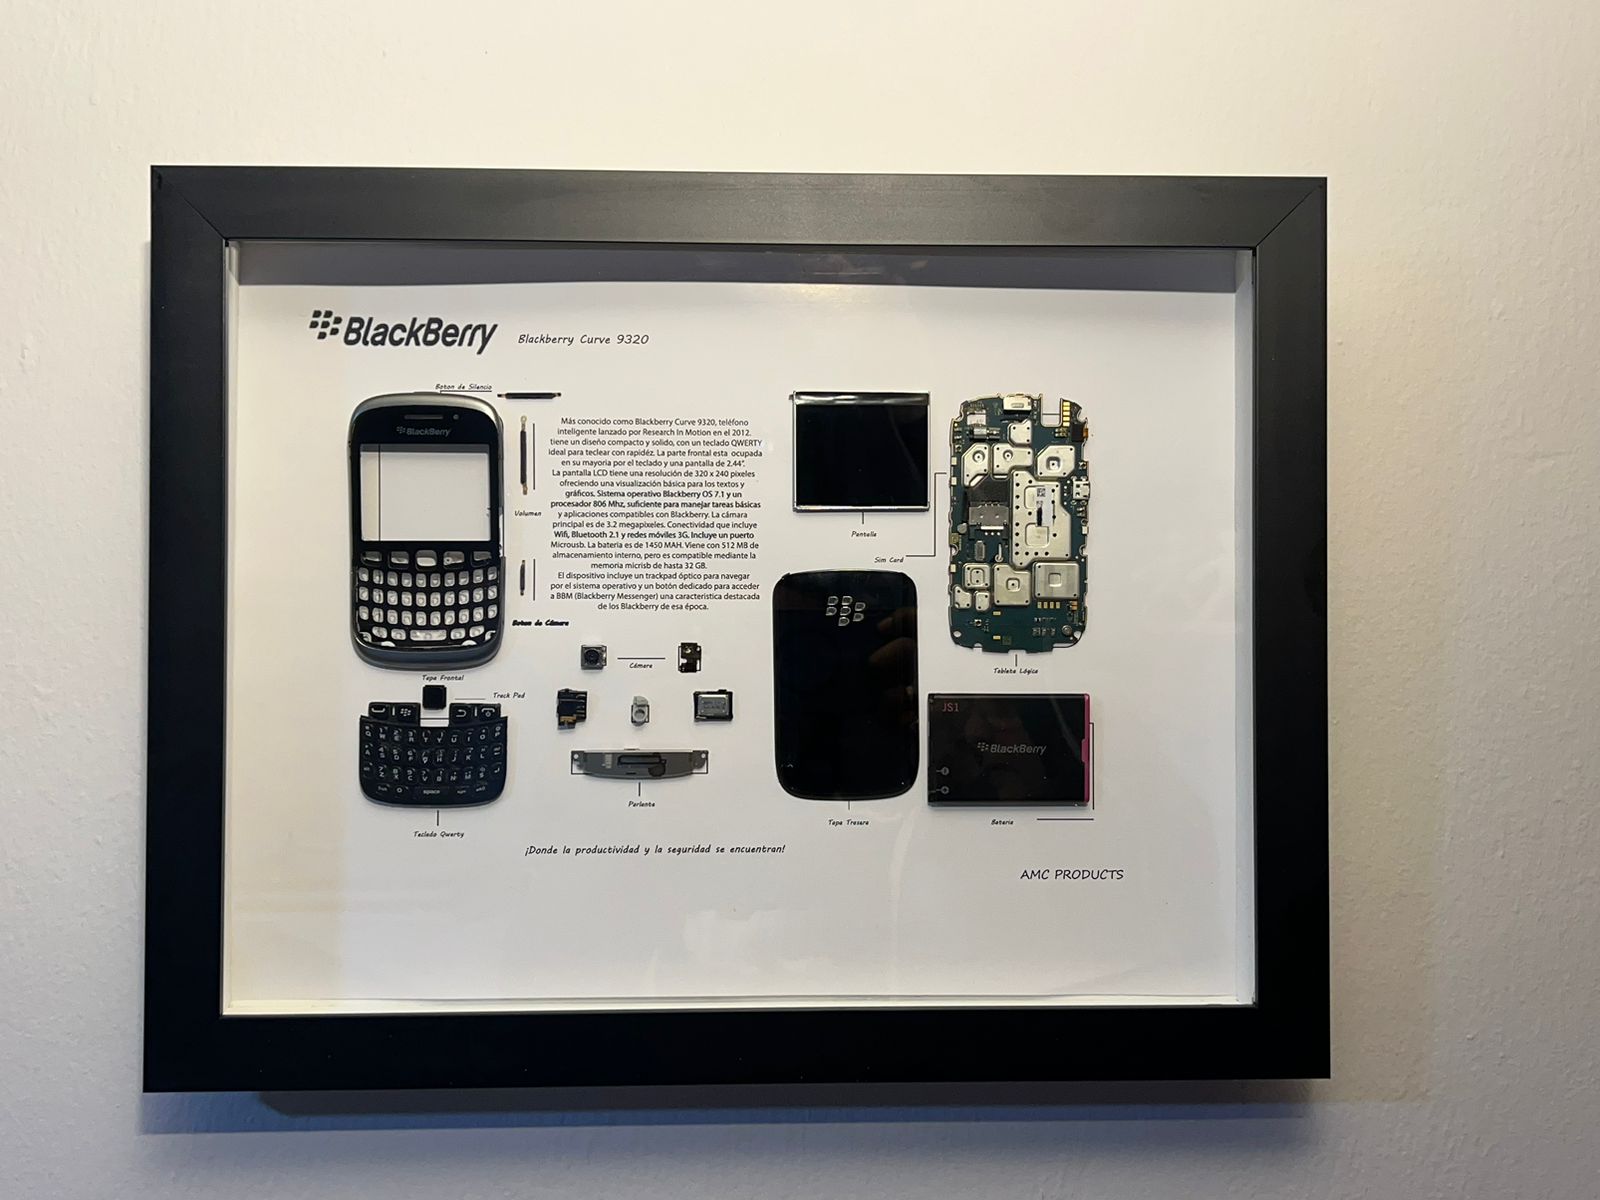 BlackBerry
Blackberry Curve 9320
Boton de Silencio
BlackBerry
Más conocido como Blackberry Curve 9320, teléfono
inteligente lanzado por Research In Motion en el 2012.
tiene un diseño compacto y solido, con un teclado QWERTY
ideal para teclear con rapidéz. La parte frontal esta ocupada
en su mayoria por el teclado y una pantalla de 2.44".
La pantalla LCD tiene una resolución de 320 x 240 pixeles
ofreciendo una visualización básica para los textos y
gráficos. Sistema operativo Blackberry OS 7.1 y un
procesador 806 Mhz, suficiente para manejar tareas básicas
y aplicaciones compatibles con Blackberry. La cámara
principal es de 3.2 megapixeles. Conectividad que incluye
Wifi, Bluetooth 2.1 y redes móviles 3G. Incluye un puerto
Microusb. La bateria es de 1450 MAH. Viene con 512 MB de
almacenamiento interno, pero es compatible mediante la
memoria micrisb de hasta 32 GB.
El dispositivo incluye un trackpad óptico para navegar
por el sistema operativo y un botón dedicado para acceder
a BBM (Blackberry Messenger) una caracteristica destacada
de los Blackberry de esa época.
Volumen
Boton de Cámara
Pantalla
Sim Card
Cámara
Tapa Frontal
Track Pad
Tableta Lógica
JS1
BlackBerry
space
Parlante
Tapa Trasera
Bateria
Teclado Qwerty
¡Donde la productividad y la seguridad se encuentran!
AMC PRODUCTS